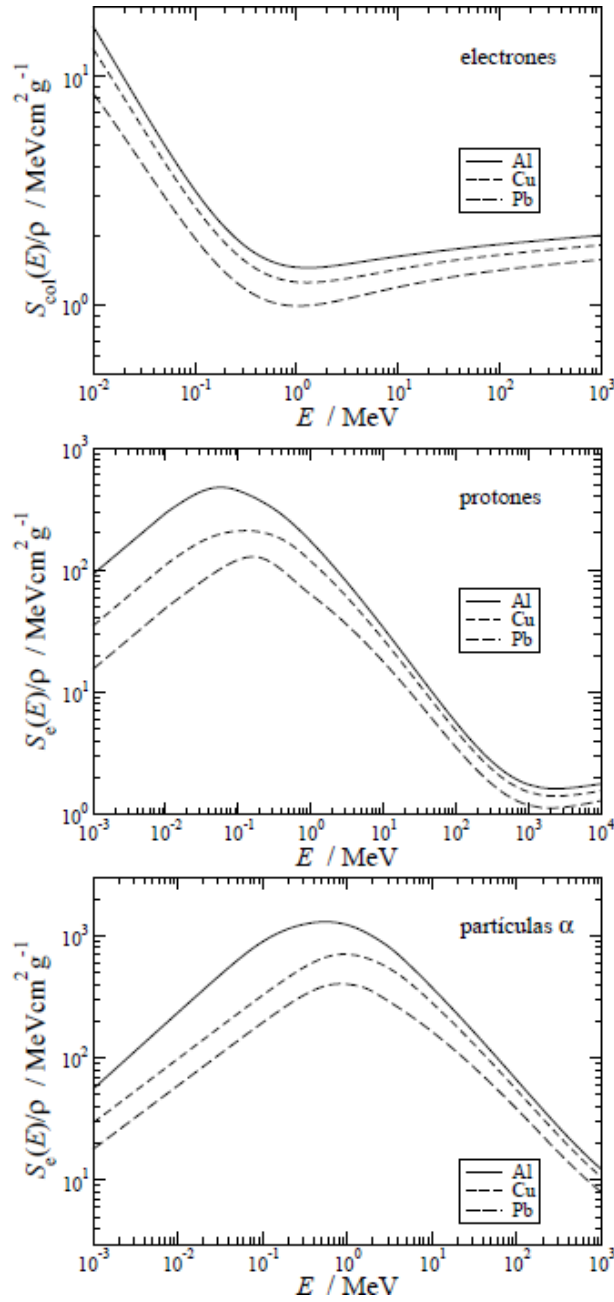 electrones
Al
Cu
Pb
S_col(E)/ρ / MeVcm²g⁻¹
10¹
10⁰
10⁻² 10⁻¹ 10⁰ 10¹ 10² 10³
E / MeV
protones
Al
Cu
Pb
S_e(E)/ρ / MeVcm²g⁻¹
10³
10²
10¹
10⁰
10⁻³ 10⁻² 10⁻¹ 10⁰ 10¹ 10² 10³ 10⁴
E / MeV
partículas α
Al
Cu
Pb
S_e(E)/ρ / MeVcm²g⁻¹
10³
10²
10¹
10⁻³ 10⁻² 10⁻¹ 10⁰ 10¹ 10² 10³
E / MeV